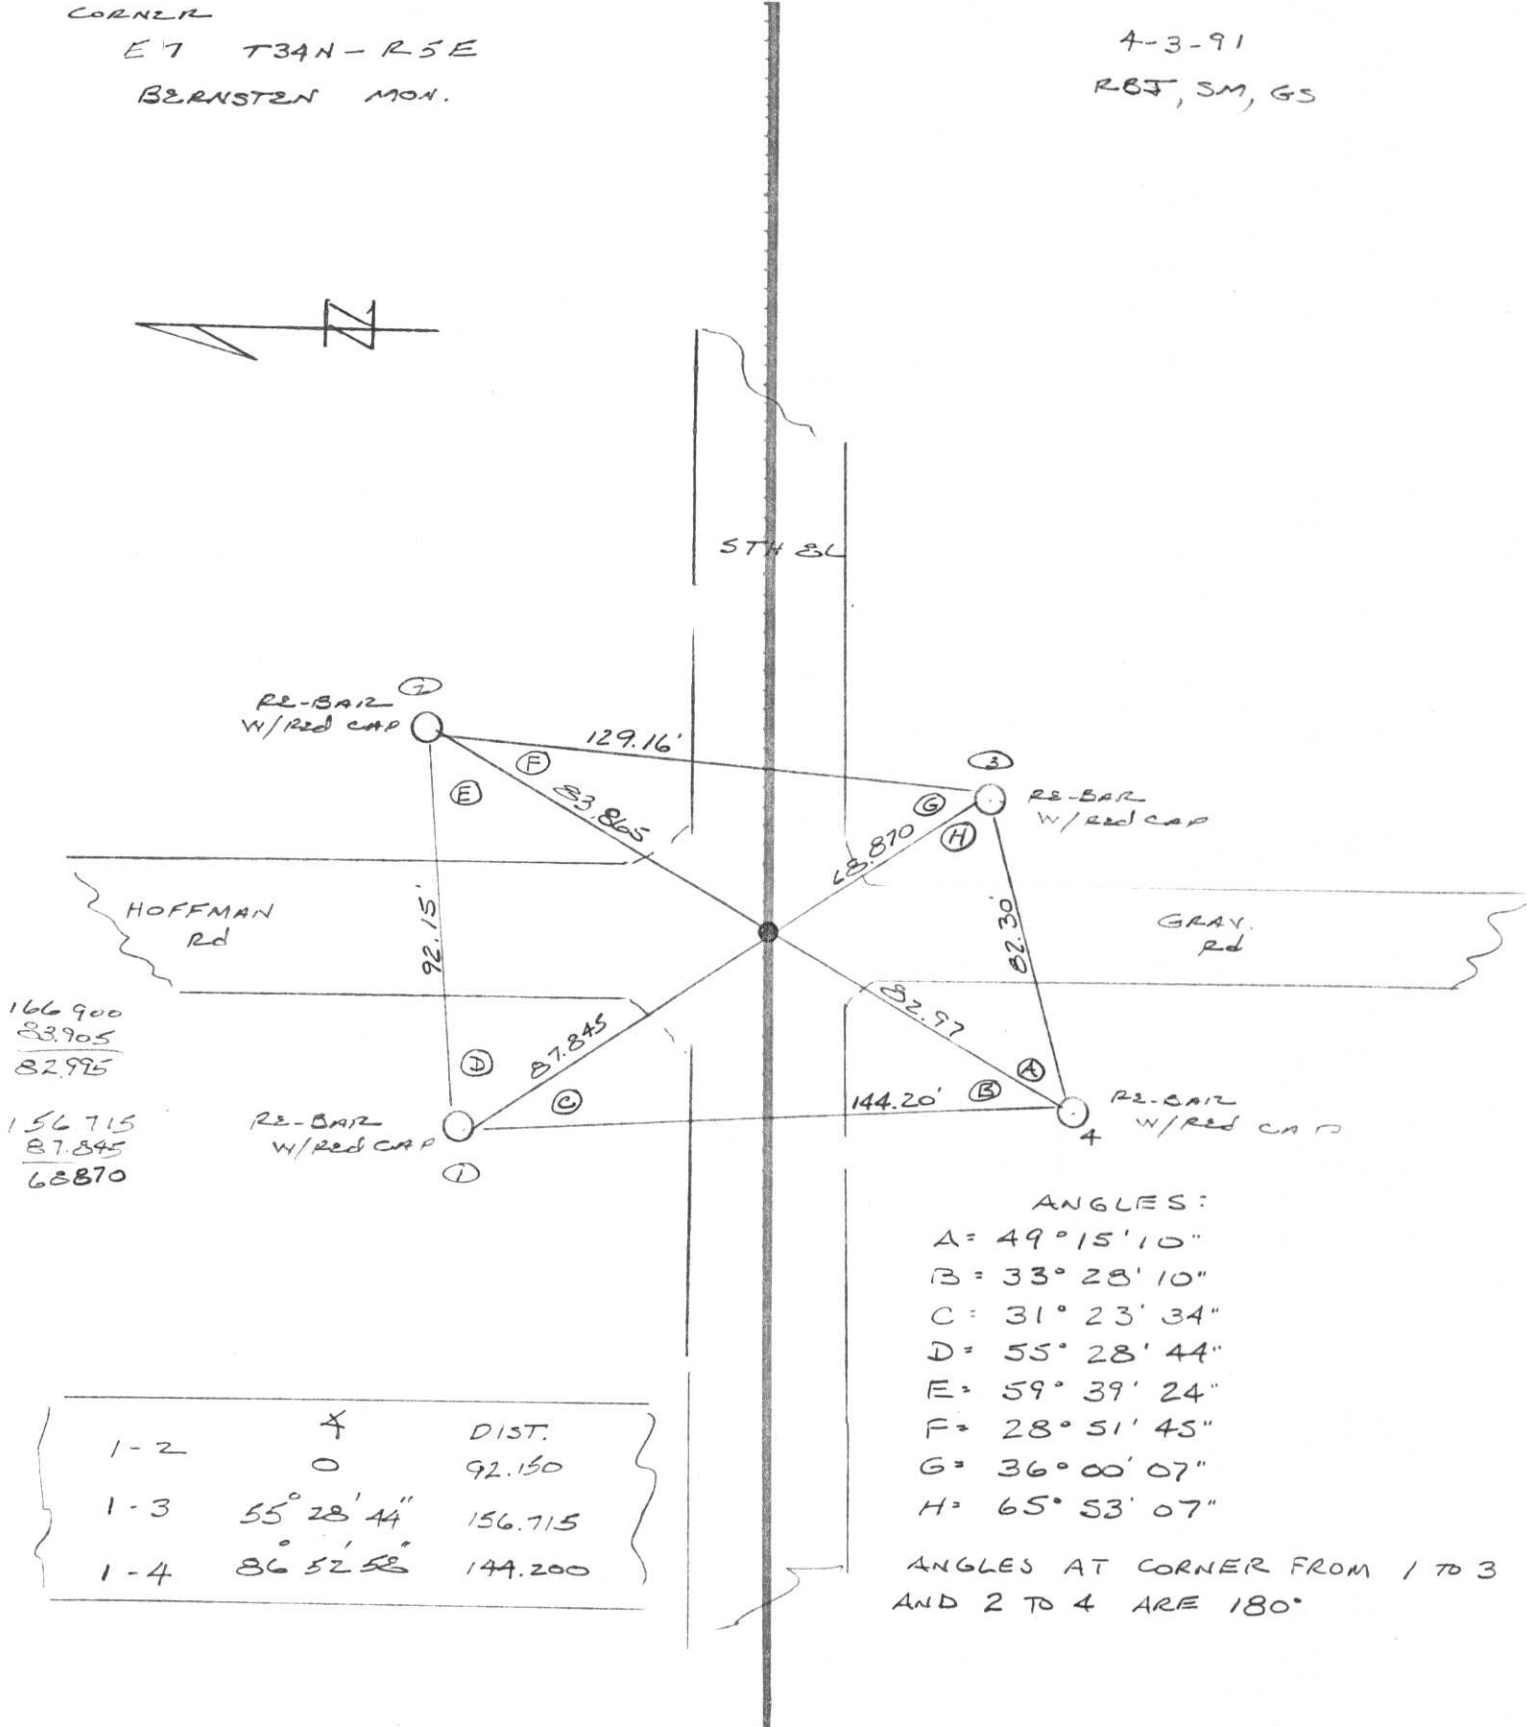 CORNER
E 7 T34N - R5E
BERNSTEN MON.
4-3-91
RBJ, SM, GS
N
STH 86
2
RE-BAR
W/Red CAP
129.16'
F
E
83.865
3
RE-BAR
W/Red CAP
G
H
68.870
HOFFMAN
Rd
92.15'
82.30'
GRAV.
Rd
82.97
166 900
83.905
82.995
156 715
87.845
68870
D
87.845
C
A
B
144.20'
RE-BAR
W/Red CAP
1
RE-BAR
W/Red CAP
4
ANGLES:
A= 49°15'10"
B= 33° 28' 10"
C= 31° 23' 34"
D= 55° 28' 44"
E= 59° 39' 24"
F= 28° 51' 45"
G= 36° 00' 07"
H= 65° 53' 07"
∡ DIST.
1-2 0 92.150
1-3 55° 28' 44" 156.715
1-4 86° 52' 58" 144.200
ANGLES AT CORNER FROM 1 TO 3
AND 2 TO 4 ARE 180°